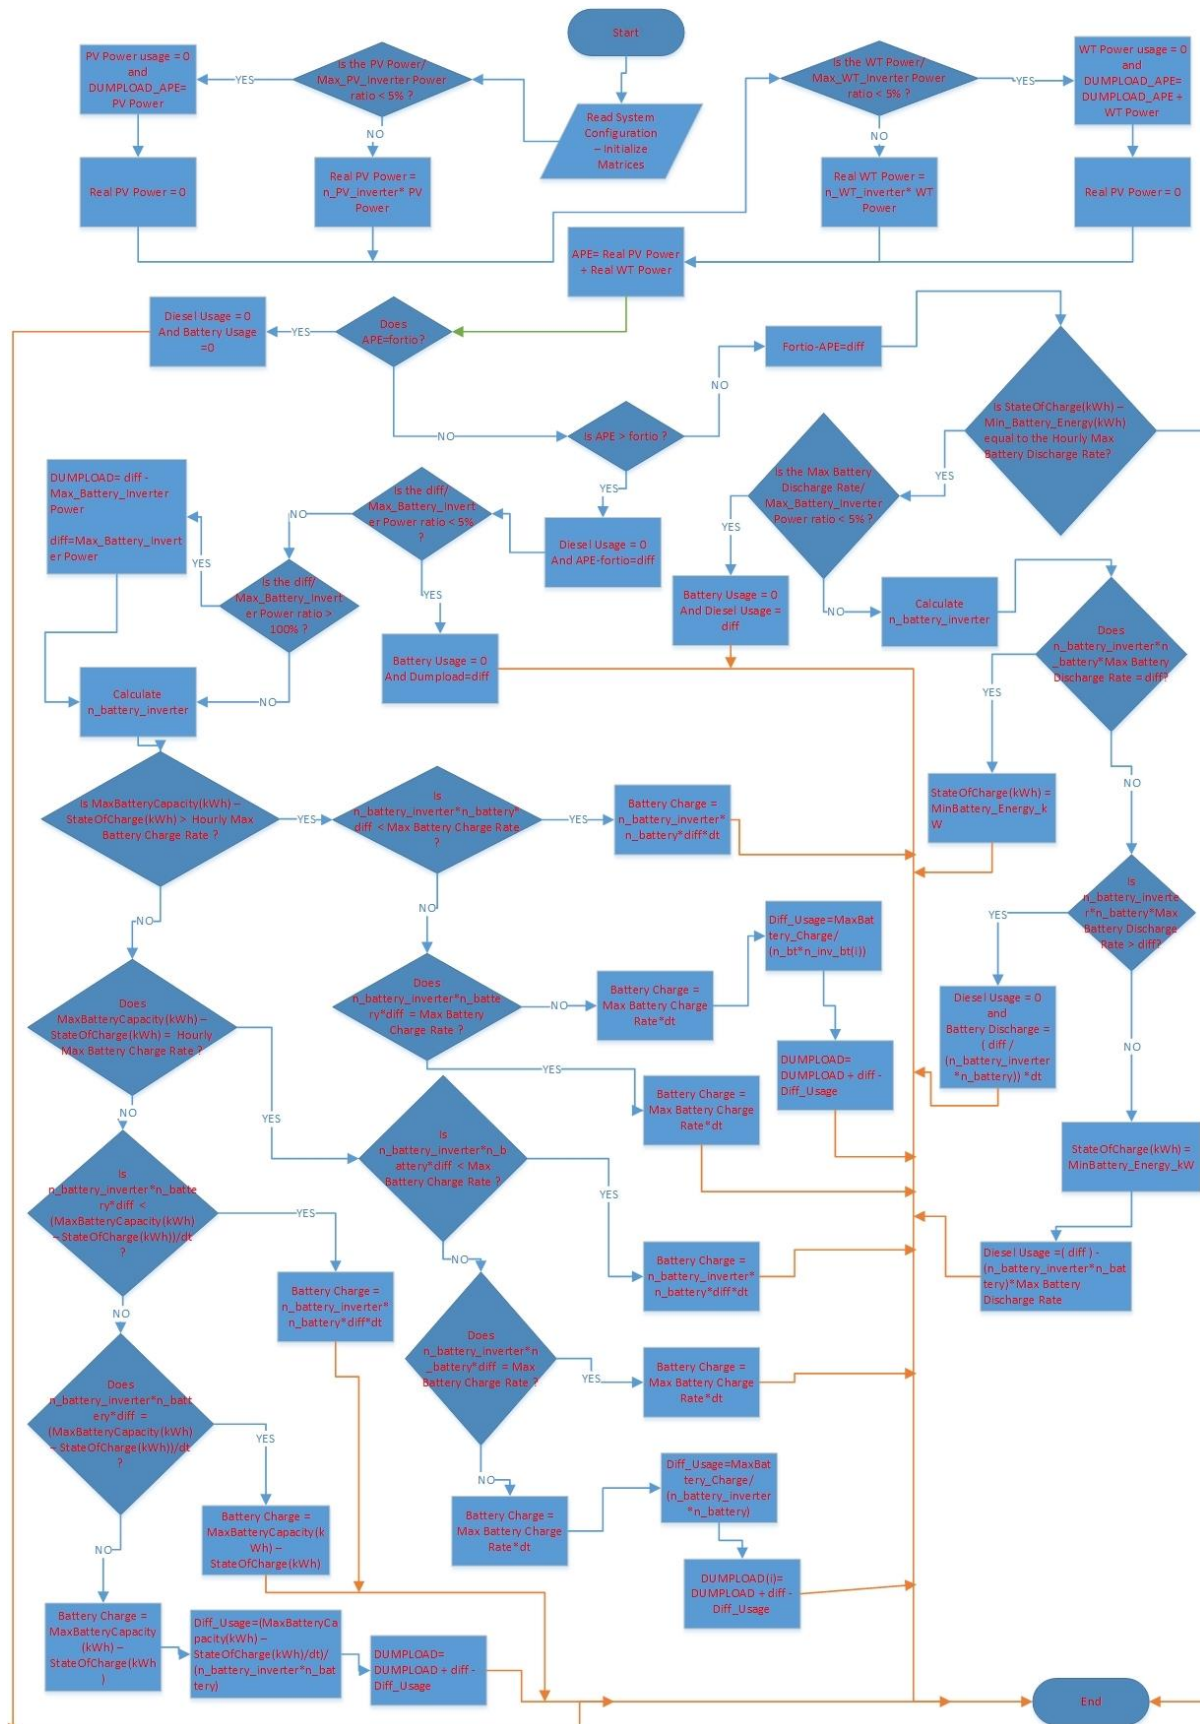 Start
PV Power usage = 0
and
DUMPLOAD_APE=
PV Power
YES
Is the PV Power/
Max_PV_Inverter Power
ratio < 5% ?
NO
Read System
Configuration
– Initialize
Matrices
Is the WT Power/
Max_WT_Inverter Power
ratio < 5% ?
YES
NO
WT Power usage = 0
and
DUMPLOAD_APE=
DUMPLOAD_APE +
WT Power
Real PV Power = 0
Real PV Power =
n_PV_inverter* PV
Power
Real WT Power =
n_WT_inverter* WT
Power
Real PV Power = 0
APE= Real PV Power
+ Real WT Power
Diesel Usage = 0
And Battery Usage
=0
YES
Does
APE=fortio?
NO
Is APE > fortio ?
NO
YES
Fortio-APE=diff
Is StateOfCharge(kWh) –
Min_Battery_Energy(kWh)
equal to the Hourly Max
Battery Discharge Rate?
YES
DUMPLOAD= diff -
Max_Battery_Inverter
Power
diff=Max_Battery_Invert
er Power
Is the diff/
Max_Battery_Invert
er Power ratio < 5%
?
NO
YES
Diesel Usage = 0
And APE-fortio=diff
Is the Max Battery
Discharge Rate/
Max_Battery_Inverter
Power ratio < 5% ?
YES
NO
Is the diff/
Max_Battery_Invert
er Power ratio >
100% ?
YES
NO
Battery Usage = 0
And Dumpload=diff
Battery Usage = 0
And Diesel Usage =
diff
Calculate
n_battery_inverter
Does
n_battery_inverter*n
_battery*Max Battery
Discharge Rate = diff?
YES
NO
Calculate
n_battery_inverter
Is MaxBatteryCapacity(kWh) –
StateOfCharge(kWh) > Hourly Max
Battery Charge Rate ?
YES
NO
Is
n_battery_inverter*n_battery*
diff < Max Battery Charge Rate
?
YES
NO
Battery Charge =
n_battery_inverter*
n_battery*diff*dt
StateOfCharge(kWh) =
MinBattery_Energy_k
W
Is
n_battery_inverte
r*n_battery*Max
Battery Discharge
Rate > diff?
YES
NO
Does
MaxBatteryCapacity(kWh) –
StateOfCharge(kWh) = Hourly
Max Battery Charge Rate ?
NO
YES
Does
n_battery_inverter*n_batte
ry*diff = Max Battery
Charge Rate ?
NO
YES
Battery Charge =
Max Battery Charge
Rate*dt
Diff_Usage=MaxBat
tery_Charge/
(n_bt*n_inv_bt(i))
DUMPLOAD=
DUMPLOAD + diff -
Diff_Usage
Diesel Usage = 0
and
Battery Discharge =
( diff /
(n_battery_inverter
*n_battery)) *dt
Battery Charge =
Max Battery Charge
Rate*dt
Is
n_battery_inverter*n_batte
ry*diff <
(MaxBatteryCapacity(kWh)
– StateOfCharge(kWh))/dt
?
YES
NO
Is
n_battery_inverter*n_b
attery*diff < Max
Battery Charge Rate ?
YES
NO
StateOfCharge(kWh) =
MinBattery_Energy_kW
Diesel Usage =( diff ) -
(n_battery_inverter*n_bat
tery)*Max Battery
Discharge Rate
Battery Charge =
n_battery_inverter*
n_battery*diff*dt
Battery Charge =
n_battery_inverter*
n_battery*diff*dt
Does
n_battery_inverter*n_batt
ery*diff =
(MaxBatteryCapacity(kWh)
– StateOfCharge(kWh))/dt
?
YES
NO
Does
n_battery_inverter*n
_battery*diff = Max
Battery Charge Rate ?
YES
NO
Battery Charge =
Max Battery Charge
Rate*dt
Battery Charge =
MaxBatteryCapacity(k
Wh) –
StateOfCharge(kWh)
Battery Charge =
Max Battery Charge
Rate*dt
Diff_Usage=MaxBat
tery_Charge/
(n_battery_inverter
*n_battery)
DUMPLOAD(i)=
DUMPLOAD + diff -
Diff_Usage
Battery Charge =
MaxBatteryCapacity
(kWh) –
StateOfCharge(kWh
)
Diff_Usage=(MaxBatteryCa
pacity(kWh) –
StateOfCharge(kWh)/dt)/
(n_battery_inverter*n_bat
tery)
DUMPLOAD=
DUMPLOAD + diff -
Diff_Usage
End